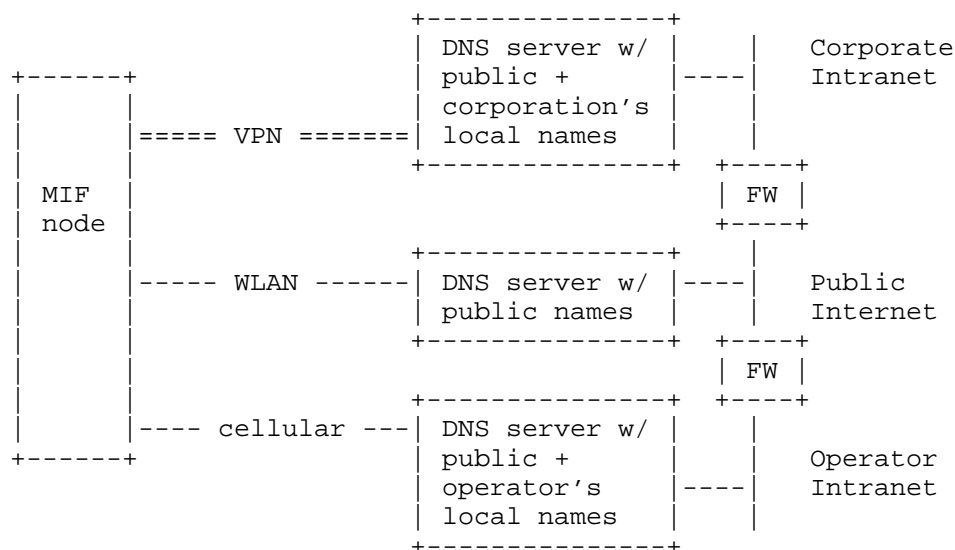 DNS server w/ Corporate
public + Intranet
corporation's
===== VPN ======= local names
MIF FW
node
----- WLAN ------ DNS server w/ ---- Public
public names Internet
FW
---- cellular --- DNS server w/
public + Operator
operator's ---- Intranet
local names